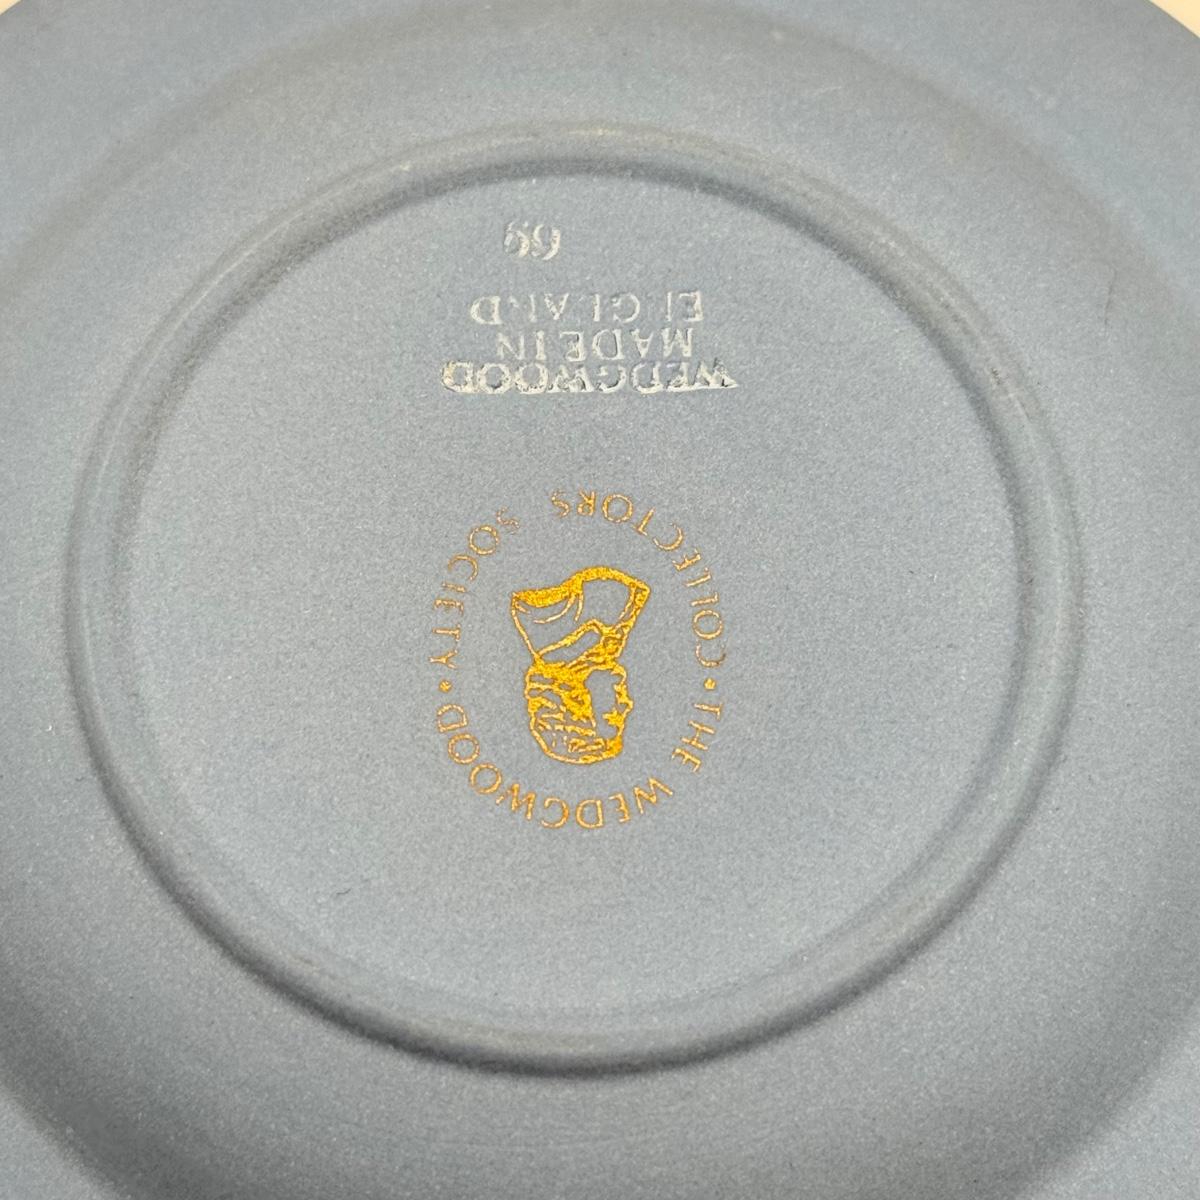 THE WEDGWOOD
COLLECTORS SOCIETY
WEDGWOOD
MADE IN
ENGLAND
69